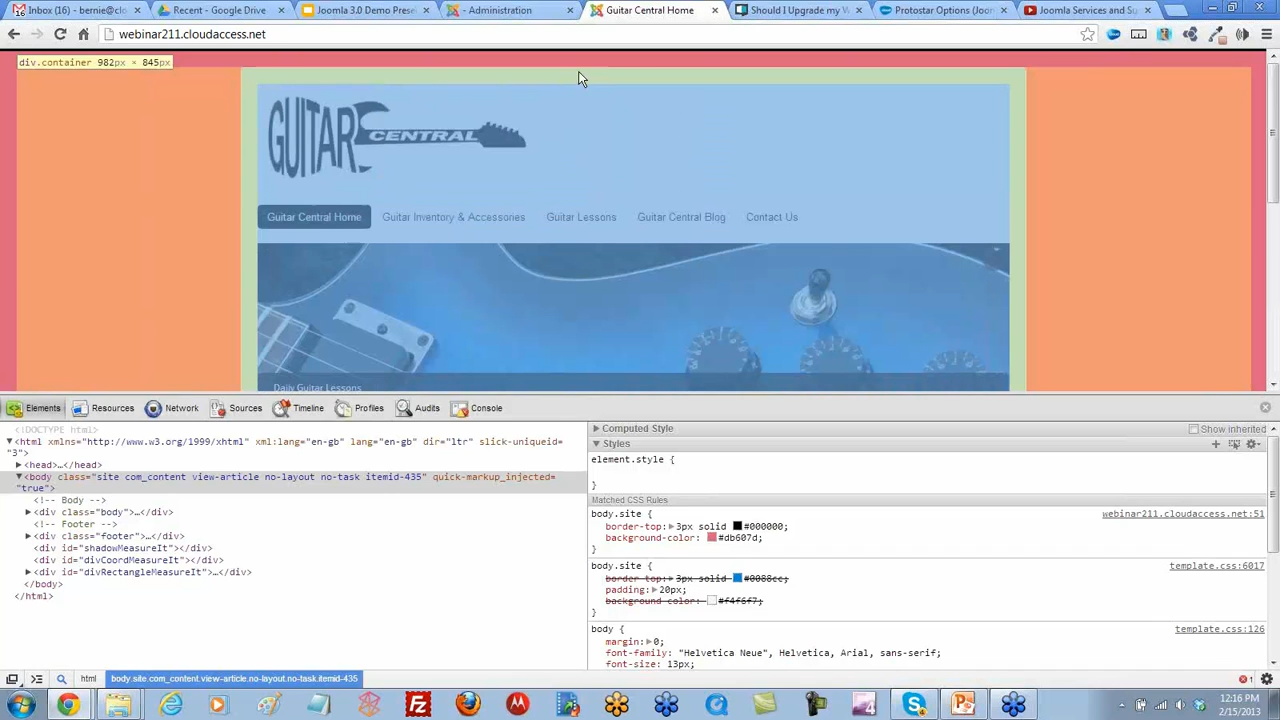 Inbox (16) - bernie@clo
Recent - Google Drive
Joomla 3.0 Demo Prese
- Administration
Guitar Central Home
Should I Upgrade my W
Protostar Options (Joom
Joomla Services and Su
webinar211.cloudaccess.net
div.container 982px × 845px
GUITAR CENTRAL
Guitar Central Home Guitar Inventory & Accessories Guitar Lessons Guitar Central Blog Contact Us
Daily Guitar Lessons
Elements Resources Network Sources Timeline Profiles Audits Console
<!DOCTYPE html>
<html xmlns="http://www.w3.org/1999/xhtml" xml:lang="en-gb" lang="en-gb" dir="ltr" slick-uniqueid=
"3">
<head>…</head>
<body class="site com_content view-article no-layout no-task itemid-435" quick-markup_injected=
"true">
<!-- Body -->
<div class="body">…</div>
<!-- Footer -->
<div class="footer">…</div>
<div id="shadowMeasureIt"></div>
<div id="divCoordMeasureIt"></div>
<div id="divRectangleMeasureIt">…</div>
</body>
</html>
Computed Style Show inherited
Styles
element.style {
}
Matched CSS Rules
body.site { webinar211.cloudaccess.net:51
border-top: 3px solid #000000;
background-color: #db607d;
}
body.site { template.css:6017
border-top: 3px solid #0088cc;
padding: 20px;
background-color: #f4f6f7;
}
body { template.css:126
margin: 0;
font-family: "Helvetica Neue", Helvetica, Arial, sans-serif;
font-size: 13px;
html body.site.com_content.view-article.no-layout.no-task.itemid-435
1
12:16 PM
2/15/2013